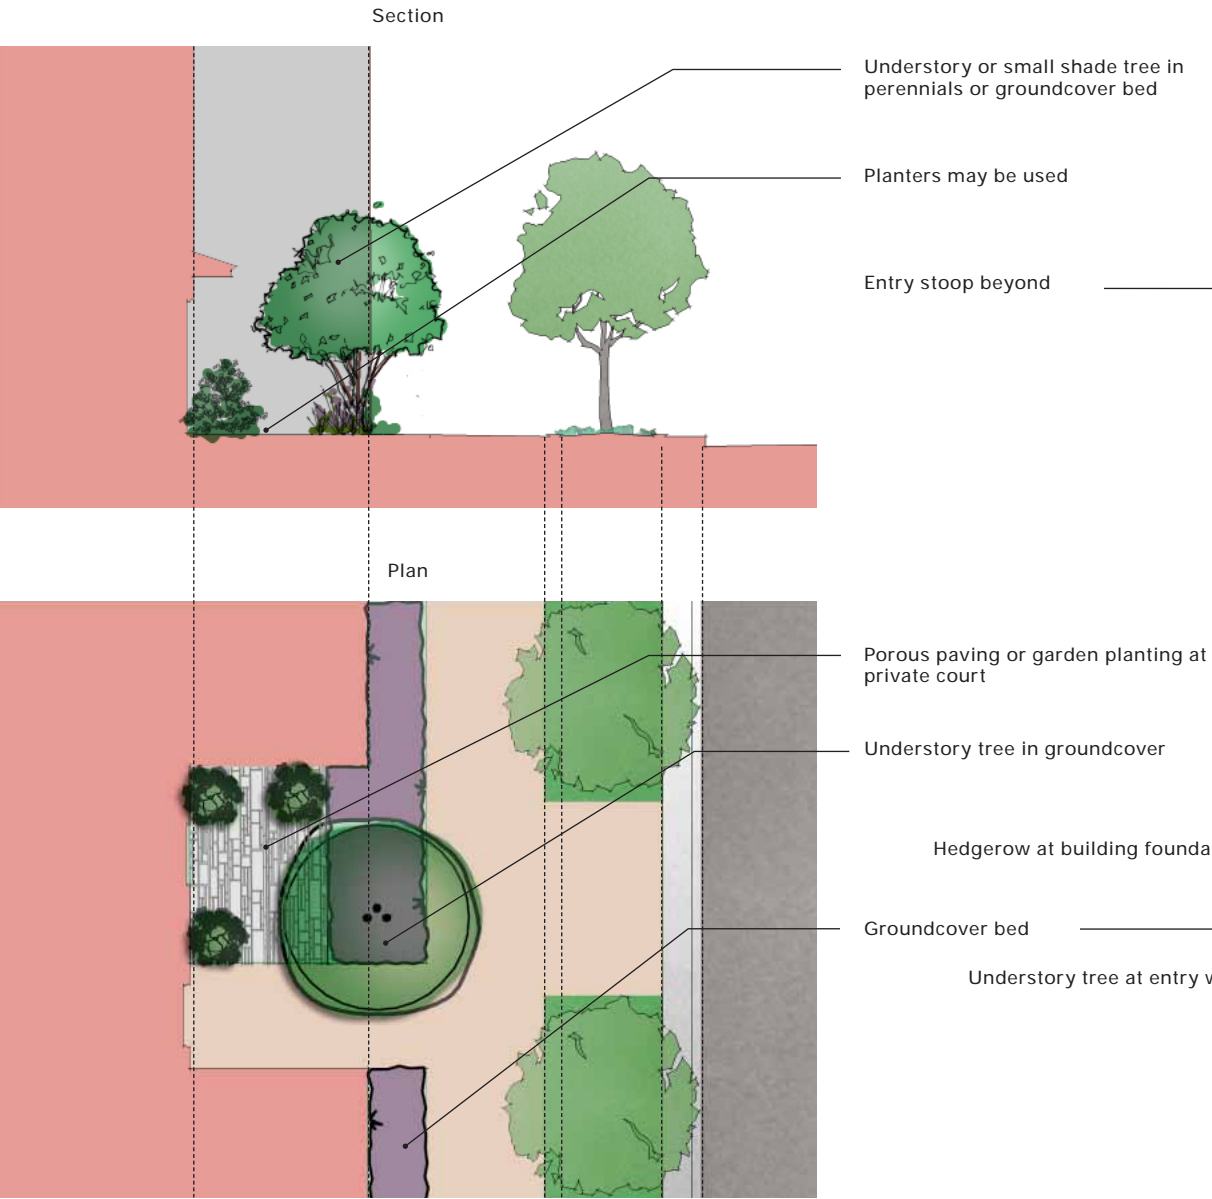 Section
Understory or small shade tree in
perennials or groundcover bed
Planters may be used
Entry stoop beyond
Plan
Porous paving or garden planting at
private court
Understory tree in groundcover
Hedgerow at building founda
Groundcover bed
Understory tree at entry w